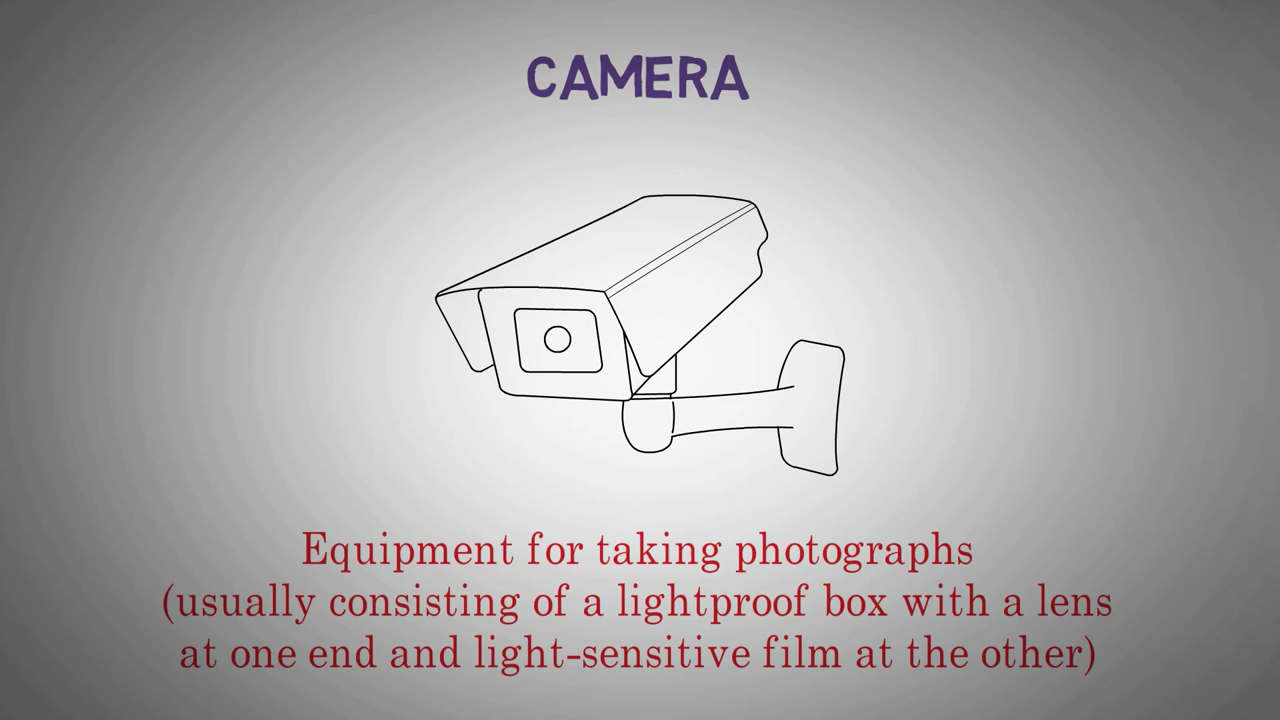 CAMERA
Equipment for taking photographs
(usually consisting of a lightproof box with a lens
at one end and light-sensitive film at the other)